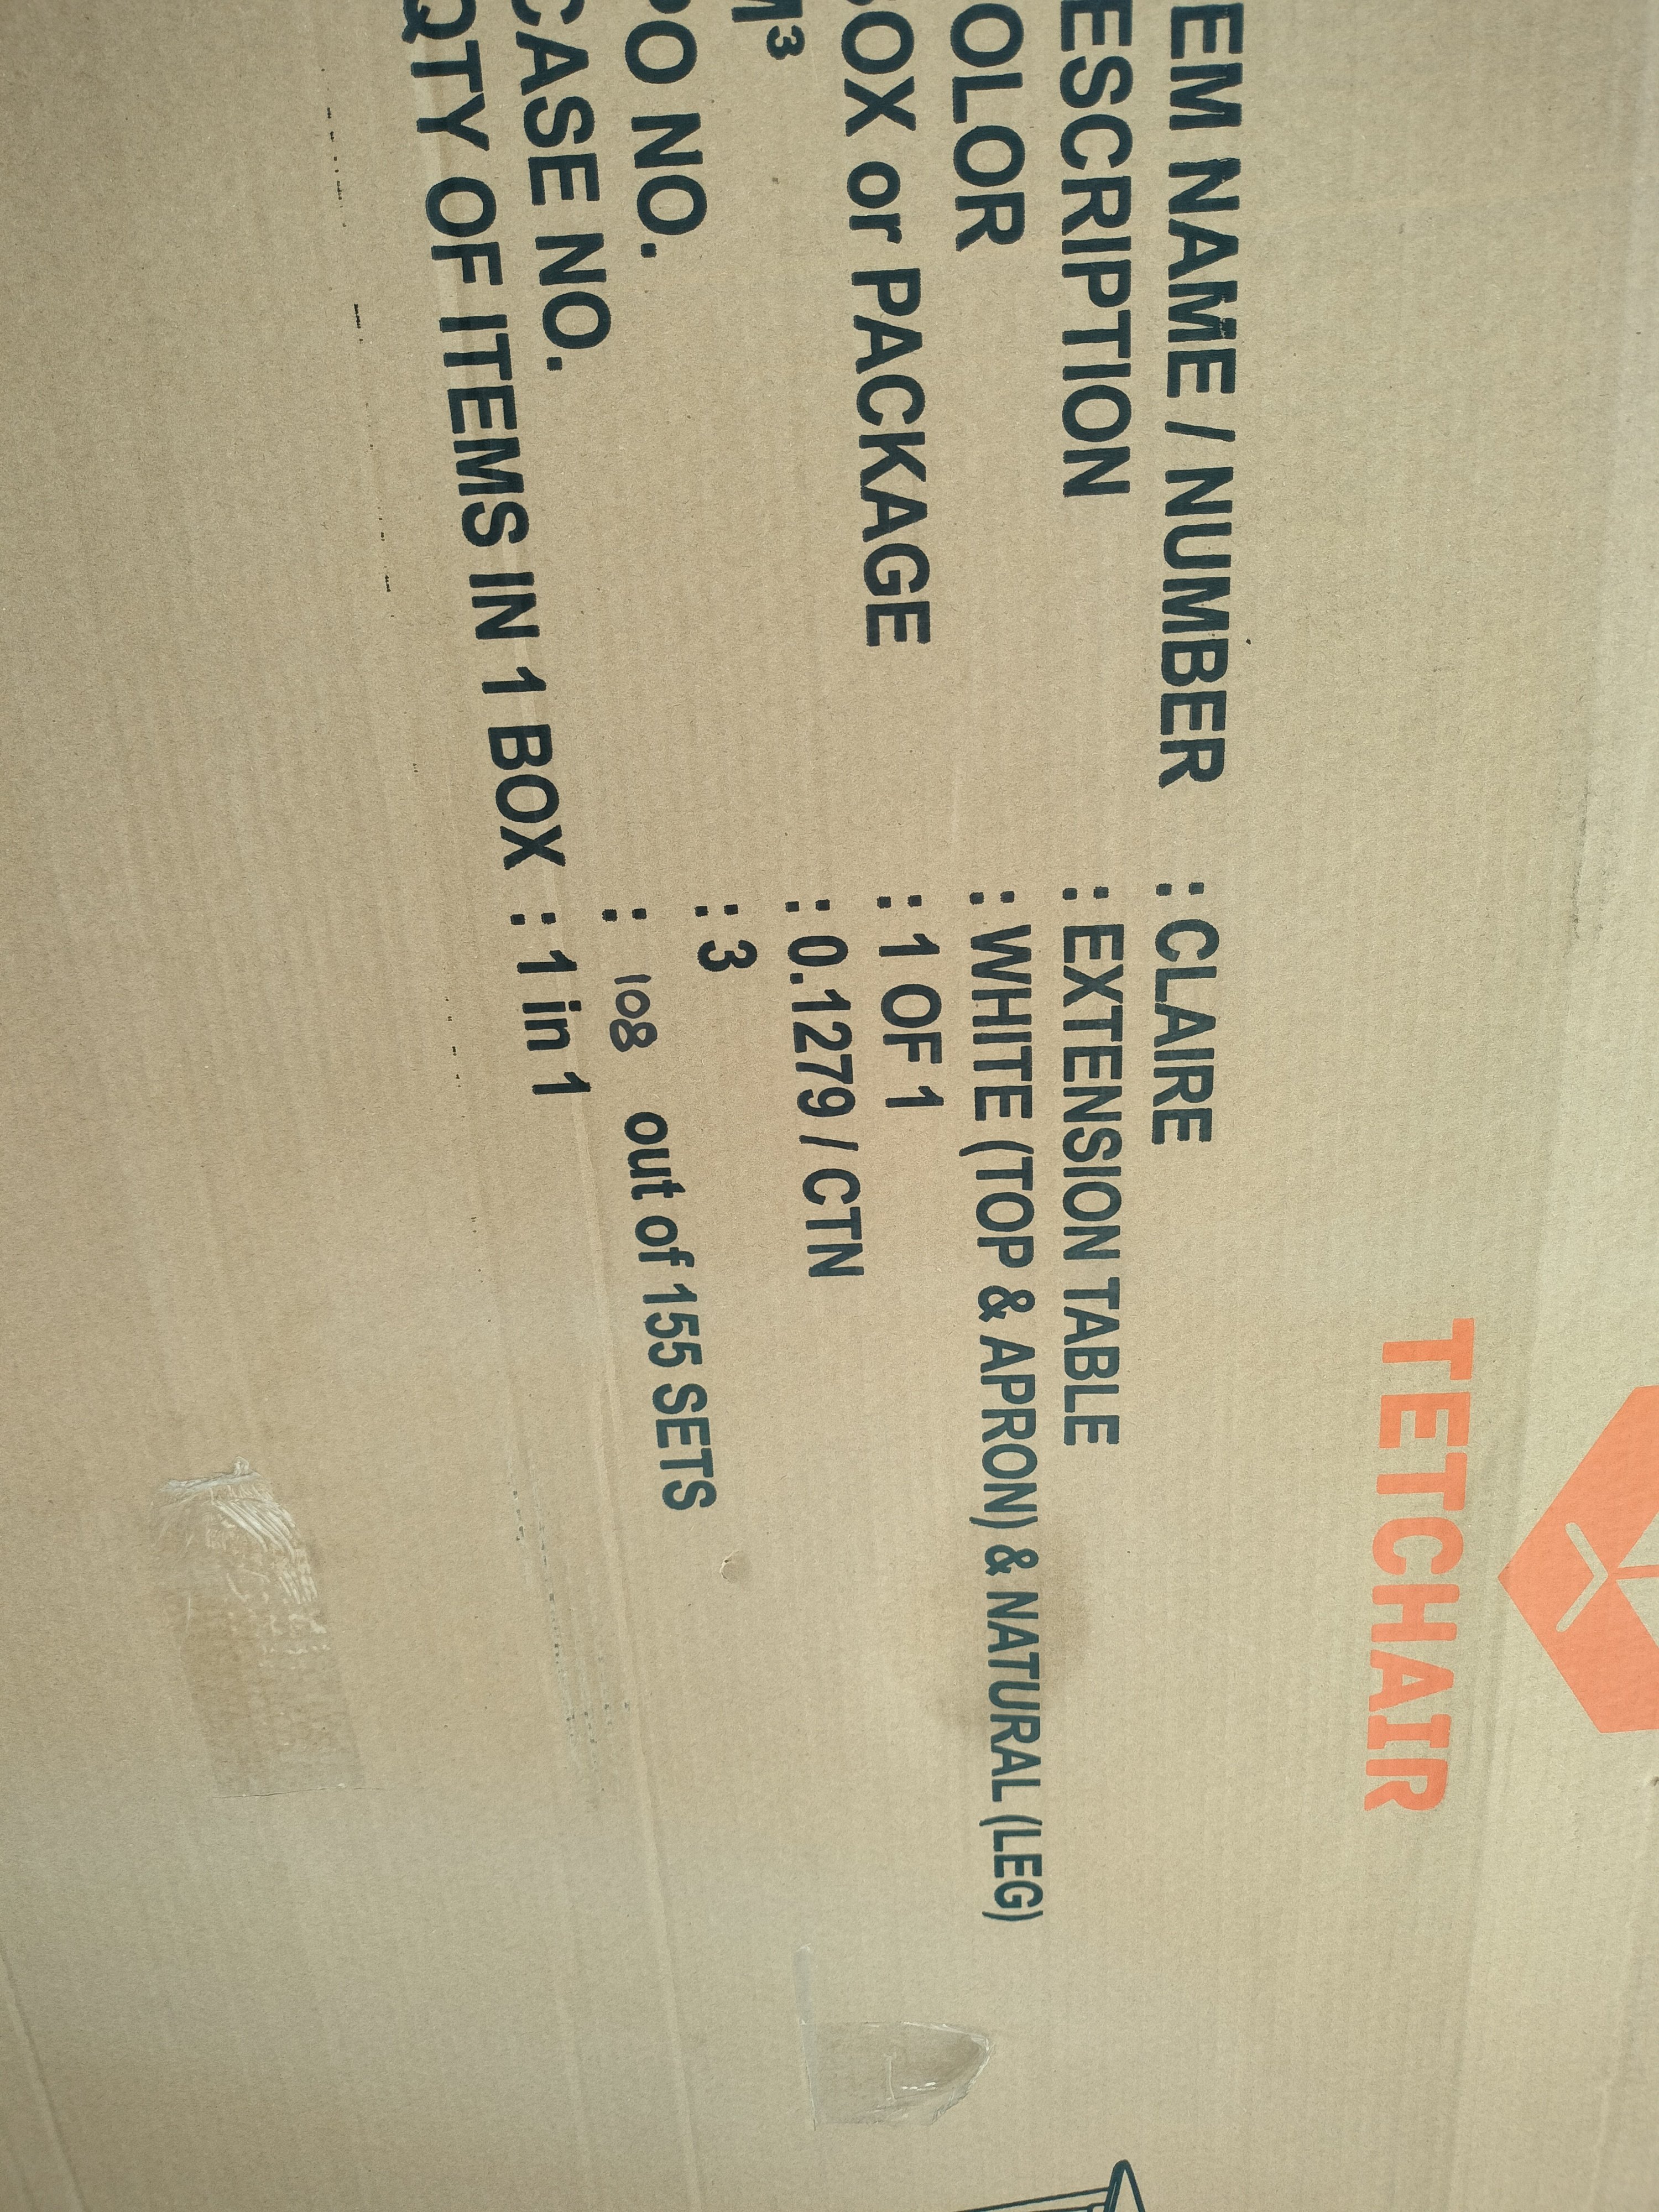 TETCHAIR
EM NAME / NUMBER : CLAIRE
ESCRIPTION : EXTENSION TABLE
OLOR : WHITE (TOP & APRON) & NATURAL (LEG)
OX or PACKAGE : 1 OF 1
M³ : 0.1279 / CTN
PO NO. : 3
CASE NO. : 108 out of 155 SETS
QTY OF ITEMS IN 1 BOX : 1 in 1